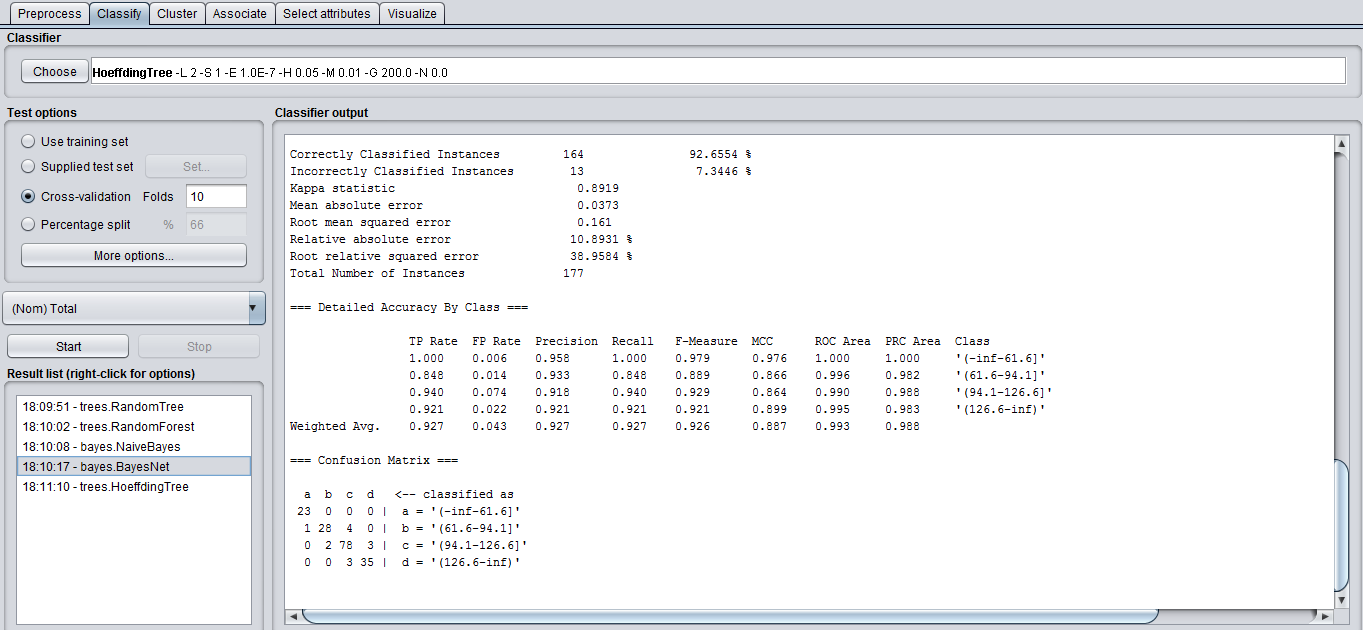 Preprocess Classify Cluster Associate Select attributes Visualize
Classifier
Choose HoeffdingTree -L 2 -S 1 -E 1.0E-7 -H 0.05 -M 0.01 -G 200.0 -N 0.0
Test options
Use training set
Supplied test set Set...
Cross-validation Folds 10
Percentage split % 66
More options...
(Nom) Total
Start Stop
Result list (right-click for options)
18:09:51 - trees.RandomTree
18:10:02 - trees.RandomForest
18:10:08 - bayes.NaiveBayes
18:10:17 - bayes.BayesNet
18:11:10 - trees.HoeffdingTree
Classifier output
Correctly Classified Instances 164 92.6554 %
Incorrectly Classified Instances 13 7.3446 %
Kappa statistic 0.8919
Mean absolute error 0.0373
Root mean squared error 0.161
Relative absolute error 10.8931 %
Root relative squared error 38.9584 %
Total Number of Instances 177
=== Detailed Accuracy By Class ===
TP Rate FP Rate Precision Recall F-Measure MCC ROC Area PRC Area Class
1.000 0.006 0.958 1.000 0.979 0.976 1.000 1.000 '(-inf-61.6]'
0.848 0.014 0.933 0.848 0.889 0.866 0.996 0.982 '(61.6-94.1]'
0.940 0.074 0.918 0.940 0.929 0.864 0.990 0.988 '(94.1-126.6]'
0.921 0.022 0.921 0.921 0.921 0.899 0.995 0.983 '(126.6-inf)'
Weighted Avg. 0.927 0.043 0.927 0.927 0.926 0.887 0.993 0.988
=== Confusion Matrix ===
a b c d <-- classified as
23 0 0 0 | a = '(-inf-61.6]'
1 28 4 0 | b = '(61.6-94.1]'
0 2 78 3 | c = '(94.1-126.6]'
0 0 3 35 | d = '(126.6-inf)'